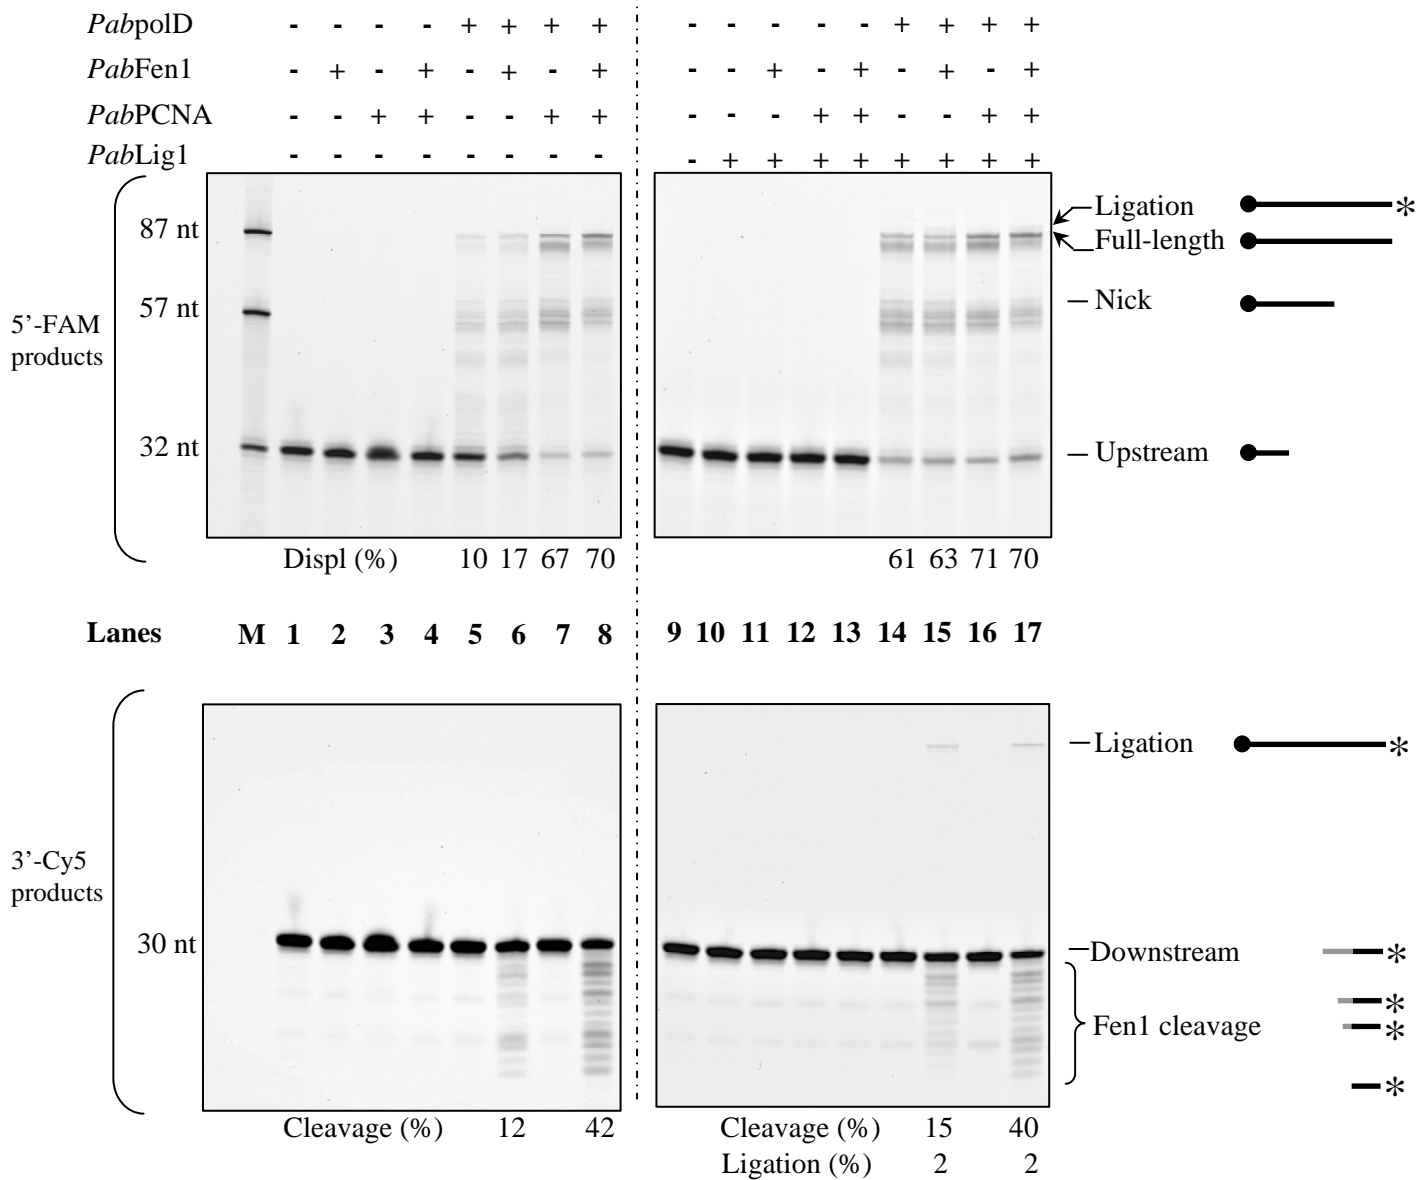 PabpolD - - - - + + + + - - - - - + + + +
PabFen1 - + - + - + - + - - + - + - + - +
PabPCNA - - + + - - + + - - - + + - - + +
PabLig1 - - - - - - - - - + + + + + + + +
5’-FAM
products
87 nt
57 nt
32 nt
Ligation *
Full-length
Nick
Upstream
Displ (%) 10 17 67 70 61 63 71 70
Lanes M 1 2 3 4 5 6 7 8 9 10 11 12 13 14 15 16 17
3’-Cy5
products
30 nt
Ligation *
Downstream *
*
Fen1 cleavage *
*
Cleavage (%) 12 42 Cleavage (%) 15 40
Ligation (%) 2 2